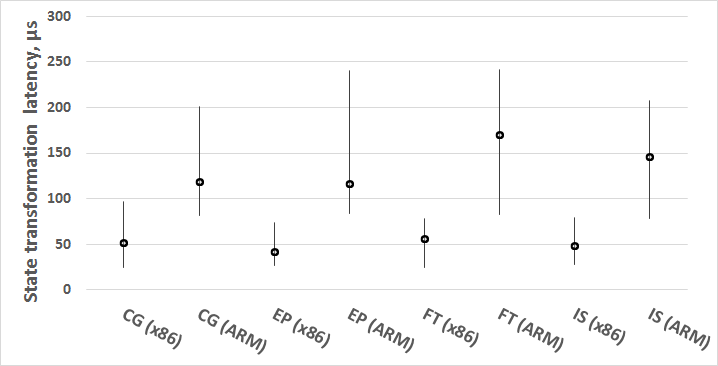 State transformation latency, µs
300
250
200
150
100
50
0
CG (x86)
CG (ARM)
EP (x86)
EP (ARM)
FT (x86)
FT (ARM)
IS (x86)
IS (ARM)